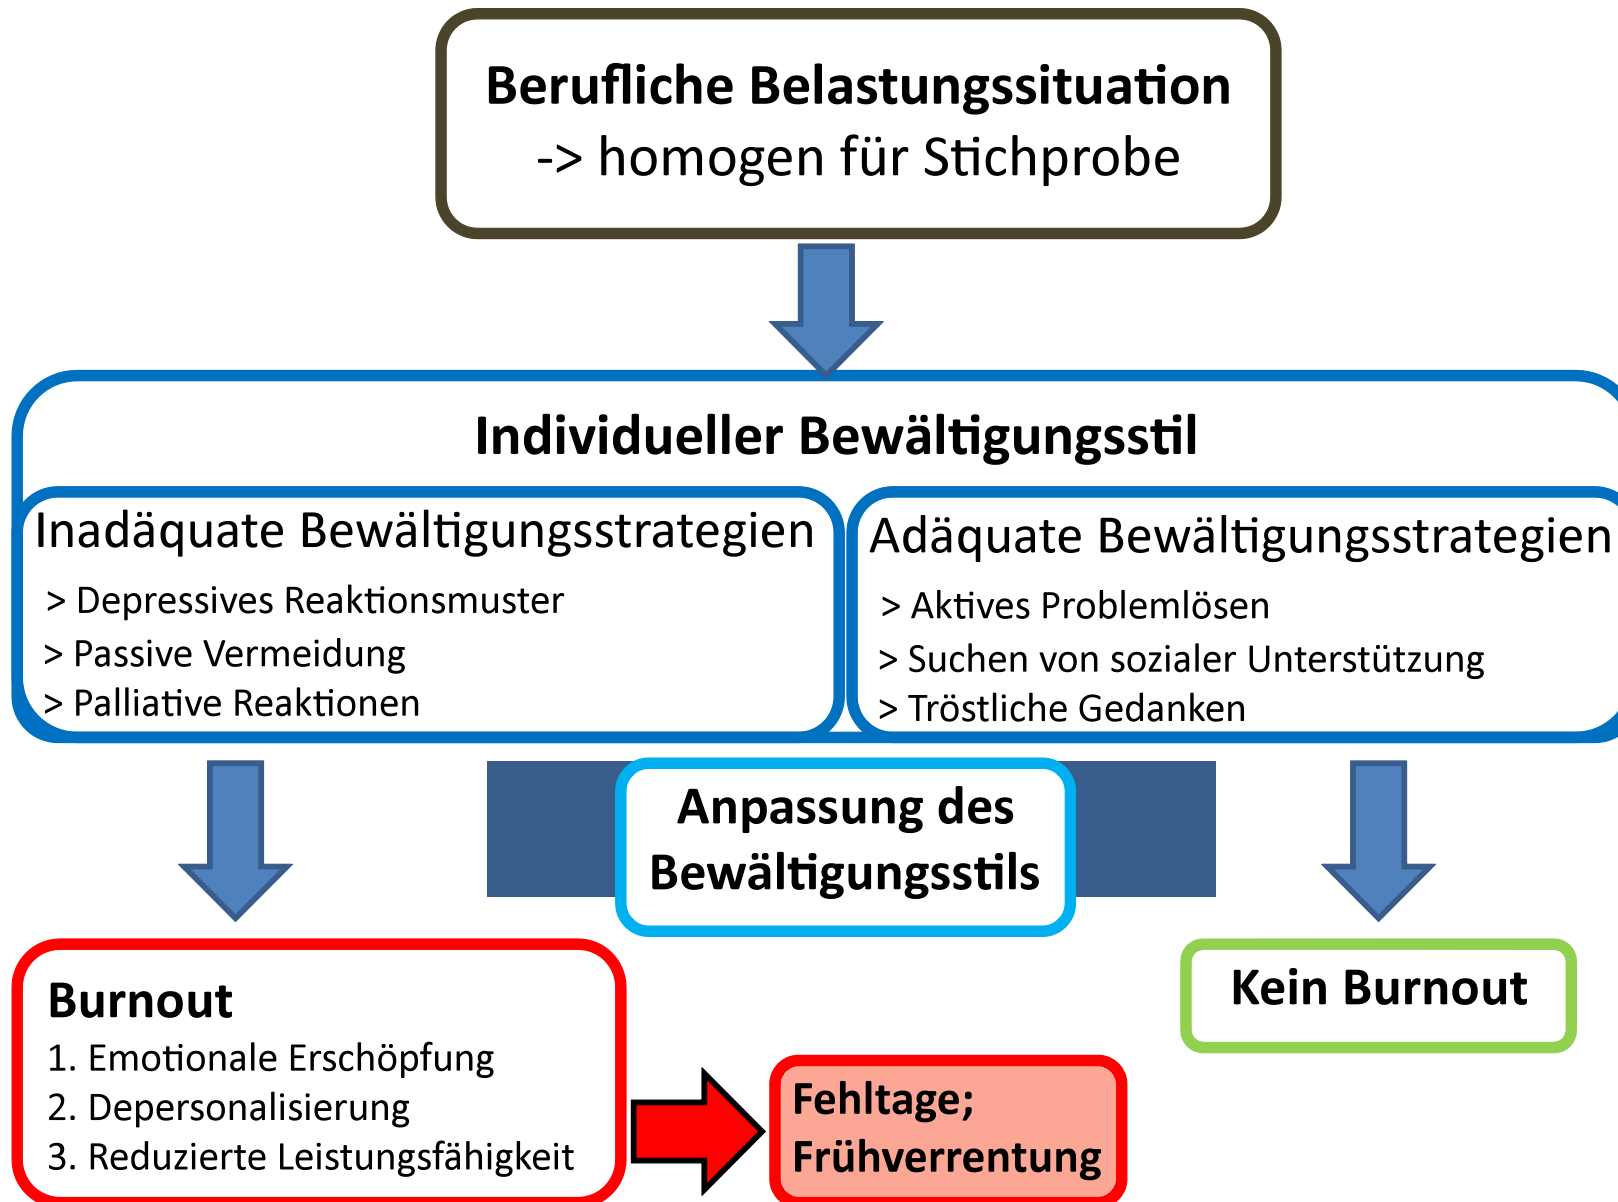 Berufliche Belastungssituation
-> homogen für Stichprobe
Individueller Bewältigungsstil
Inadäquate Bewältigungsstrategien
> Depressives Reaktionsmuster
> Passive Vermeidung
> Palliative Reaktionen
Adäquate Bewältigungsstrategien
> Aktives Problemlösen
> Suchen von sozialer Unterstützung
> Tröstliche Gedanken
Anpassung des
Bewältigungsstils
Burnout
1. Emotionale Erschöpfung
2. Depersonalisierung
3. Reduzierte Leistungsfähigkeit
Fehltage;
Frühverrentung
Kein Burnout